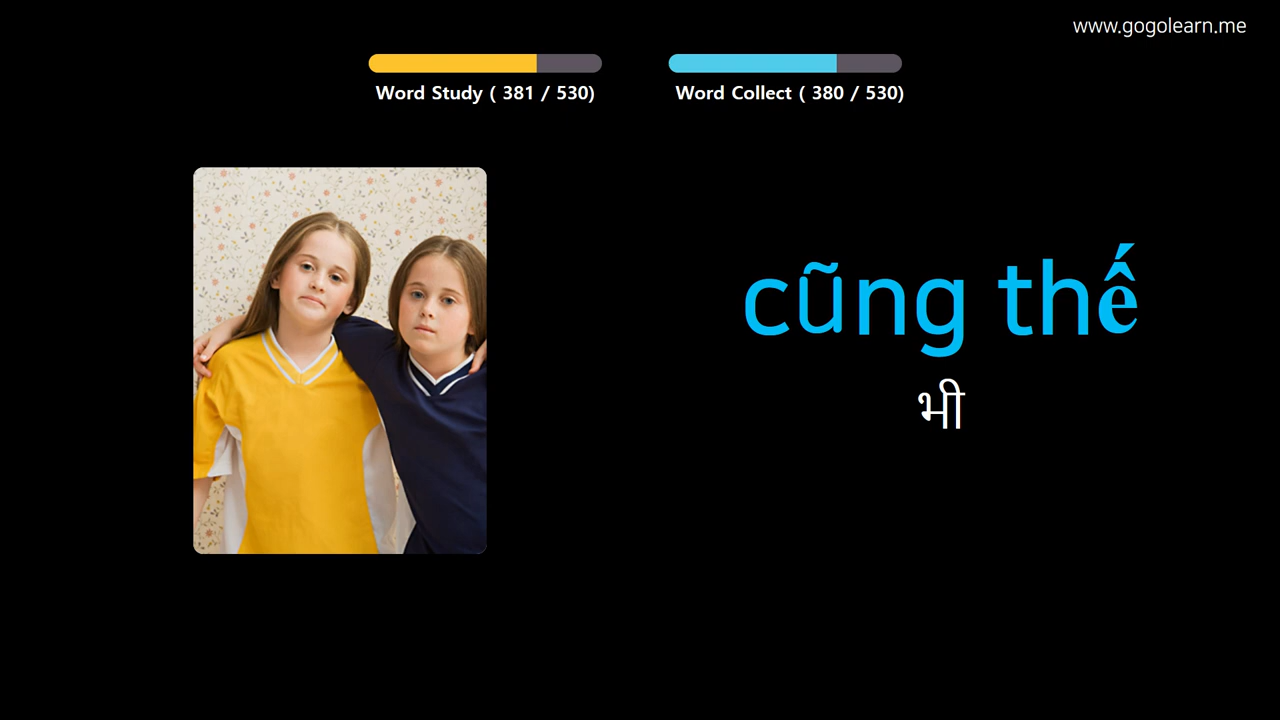 www.gogolearn.me
Word Study ( 381 / 530)
Word Collect ( 380 / 530)
cũng thế
भी